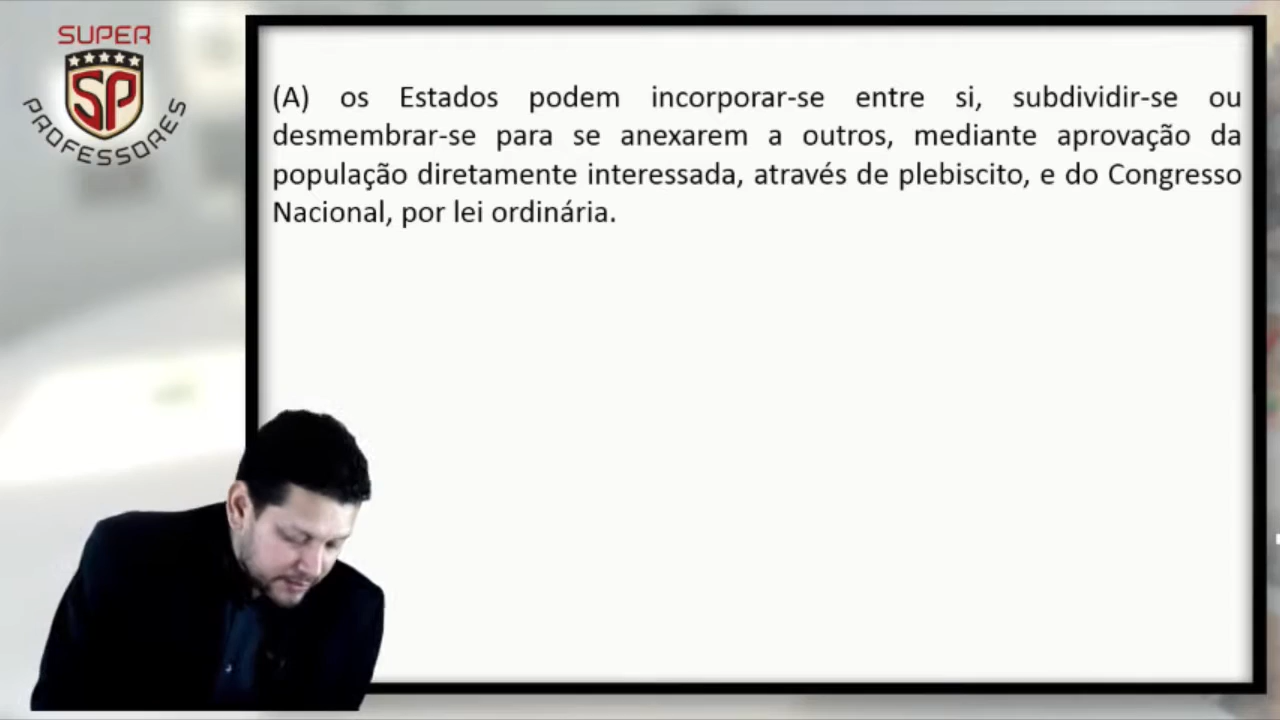 SUPER
SP
PROFESSORES
(A) os Estados podem incorporar-se entre si, subdividir-se ou
desmembrar-se para se anexarem a outros, mediante aprovação da
população diretamente interessada, através de plebiscito, e do Congresso
Nacional, por lei ordinária.